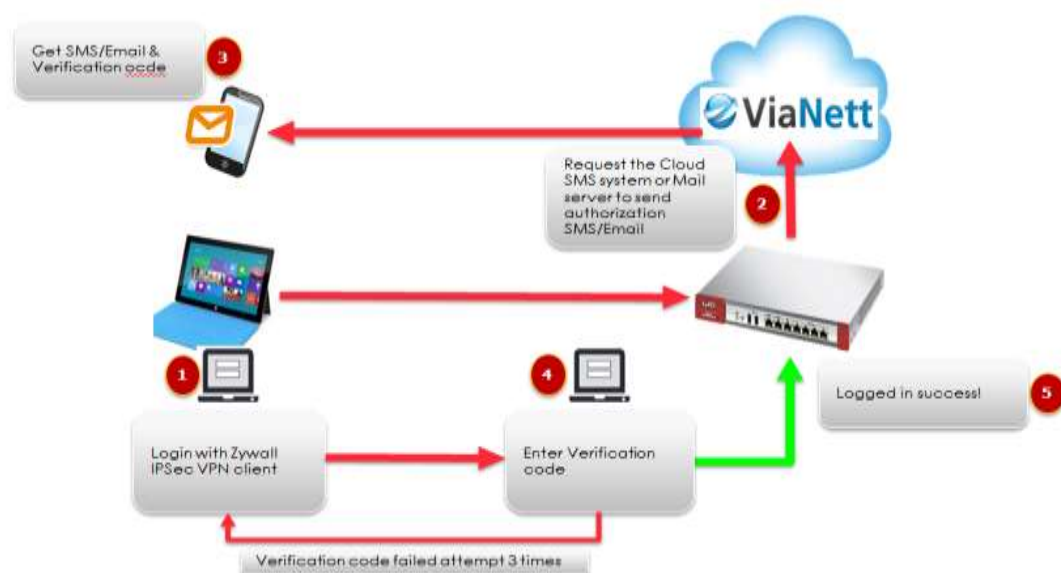 Get SMS/Email &
Verification ocde
3
ViaNett
Request the Cloud
SMS system or Mail
server to send
authorization
SMS/Email
2
1
4
Login with Zywall
IPSec VPN client
Enter Verification
code
Logged in success!
5
Verification code failed attempt 3 times